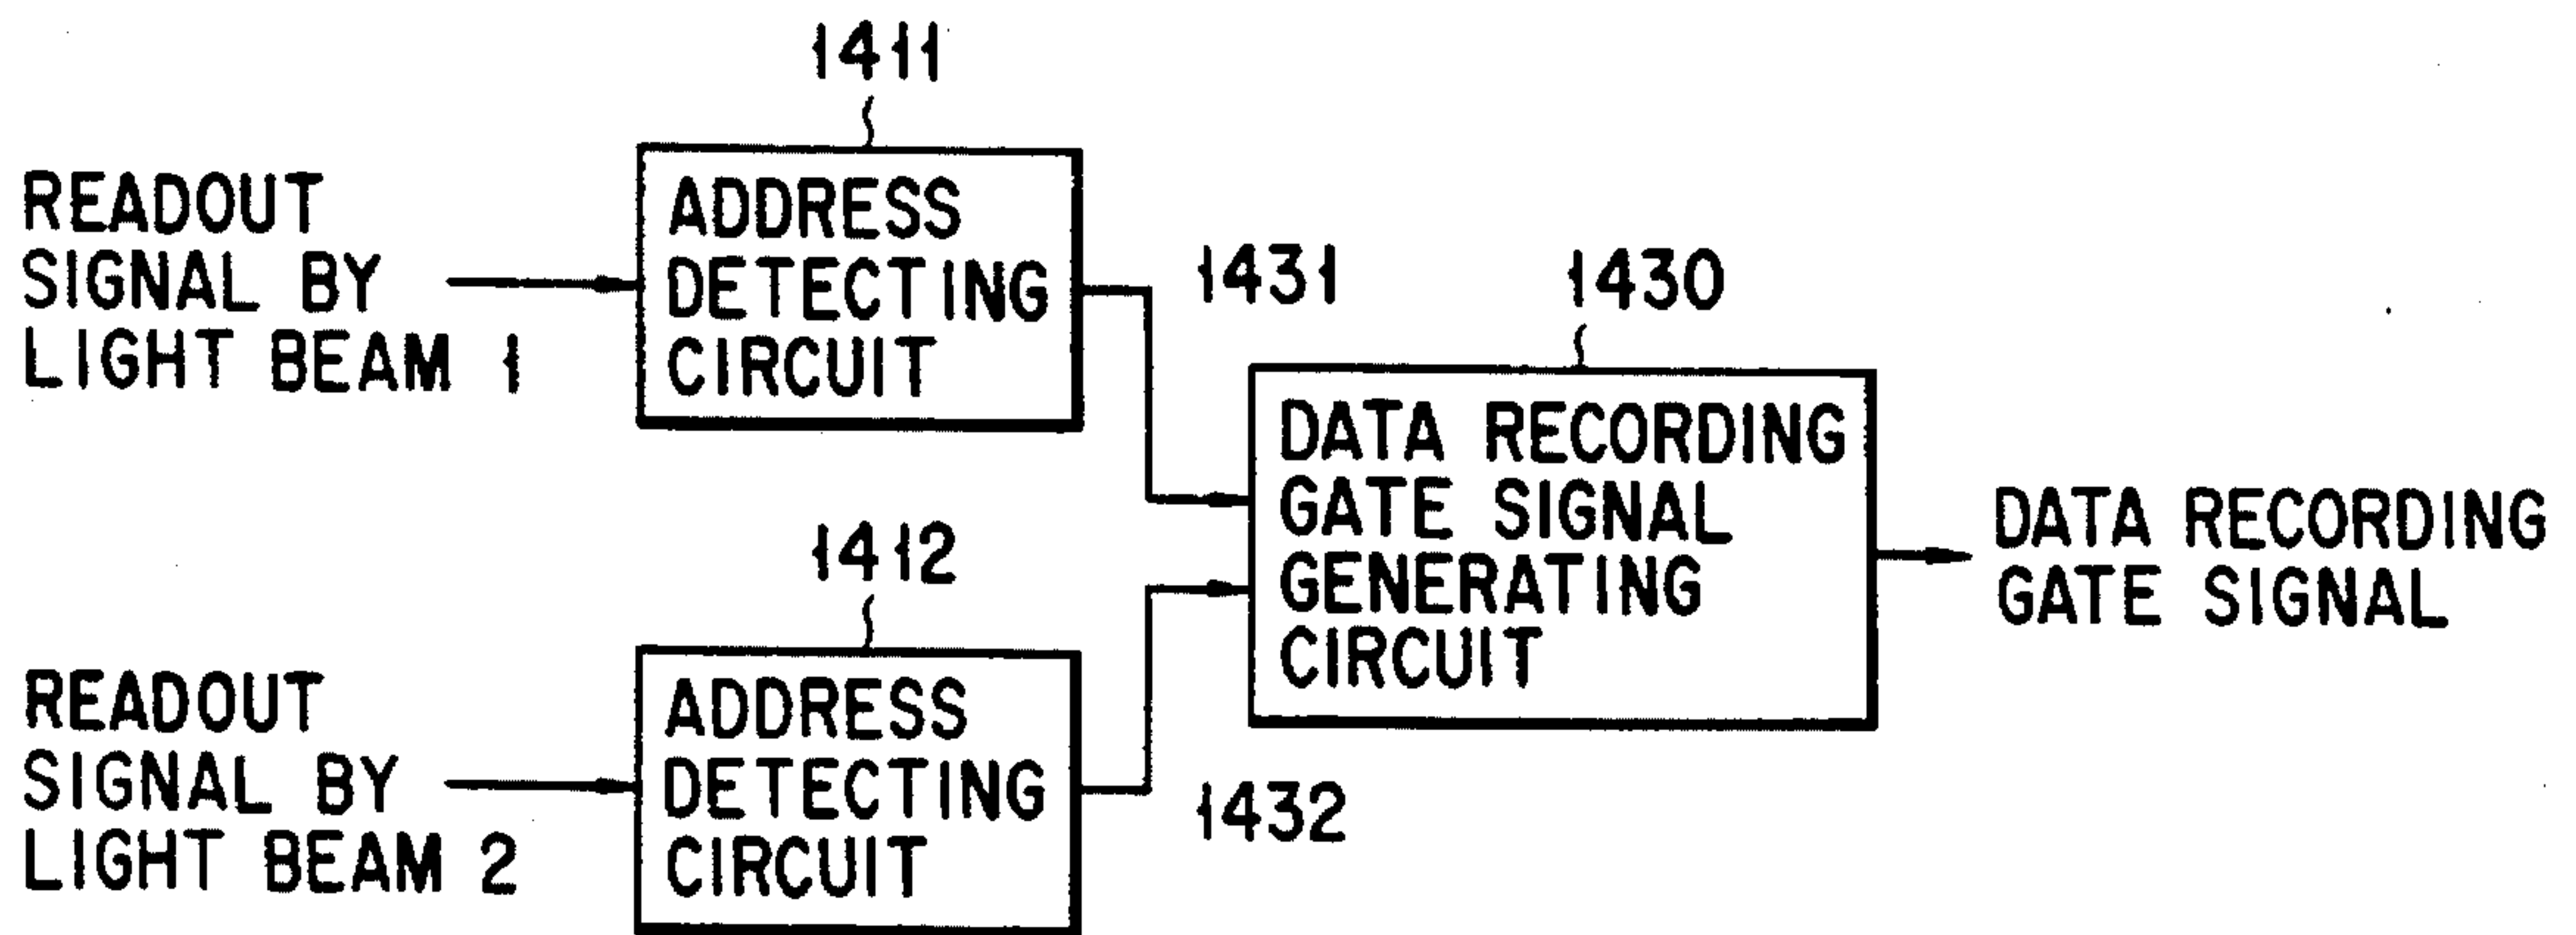 1411
READOUT
SIGNAL BY
LIGHT BEAM 1
ADDRESS
DETECTING
CIRCUIT
1431
1430
DATA RECORDING
GATE SIGNAL
GENERATING
CIRCUIT
DATA RECORDING
GATE SIGNAL
1412
READOUT
SIGNAL BY
LIGHT BEAM 2
ADDRESS
DETECTING
CIRCUIT
1432